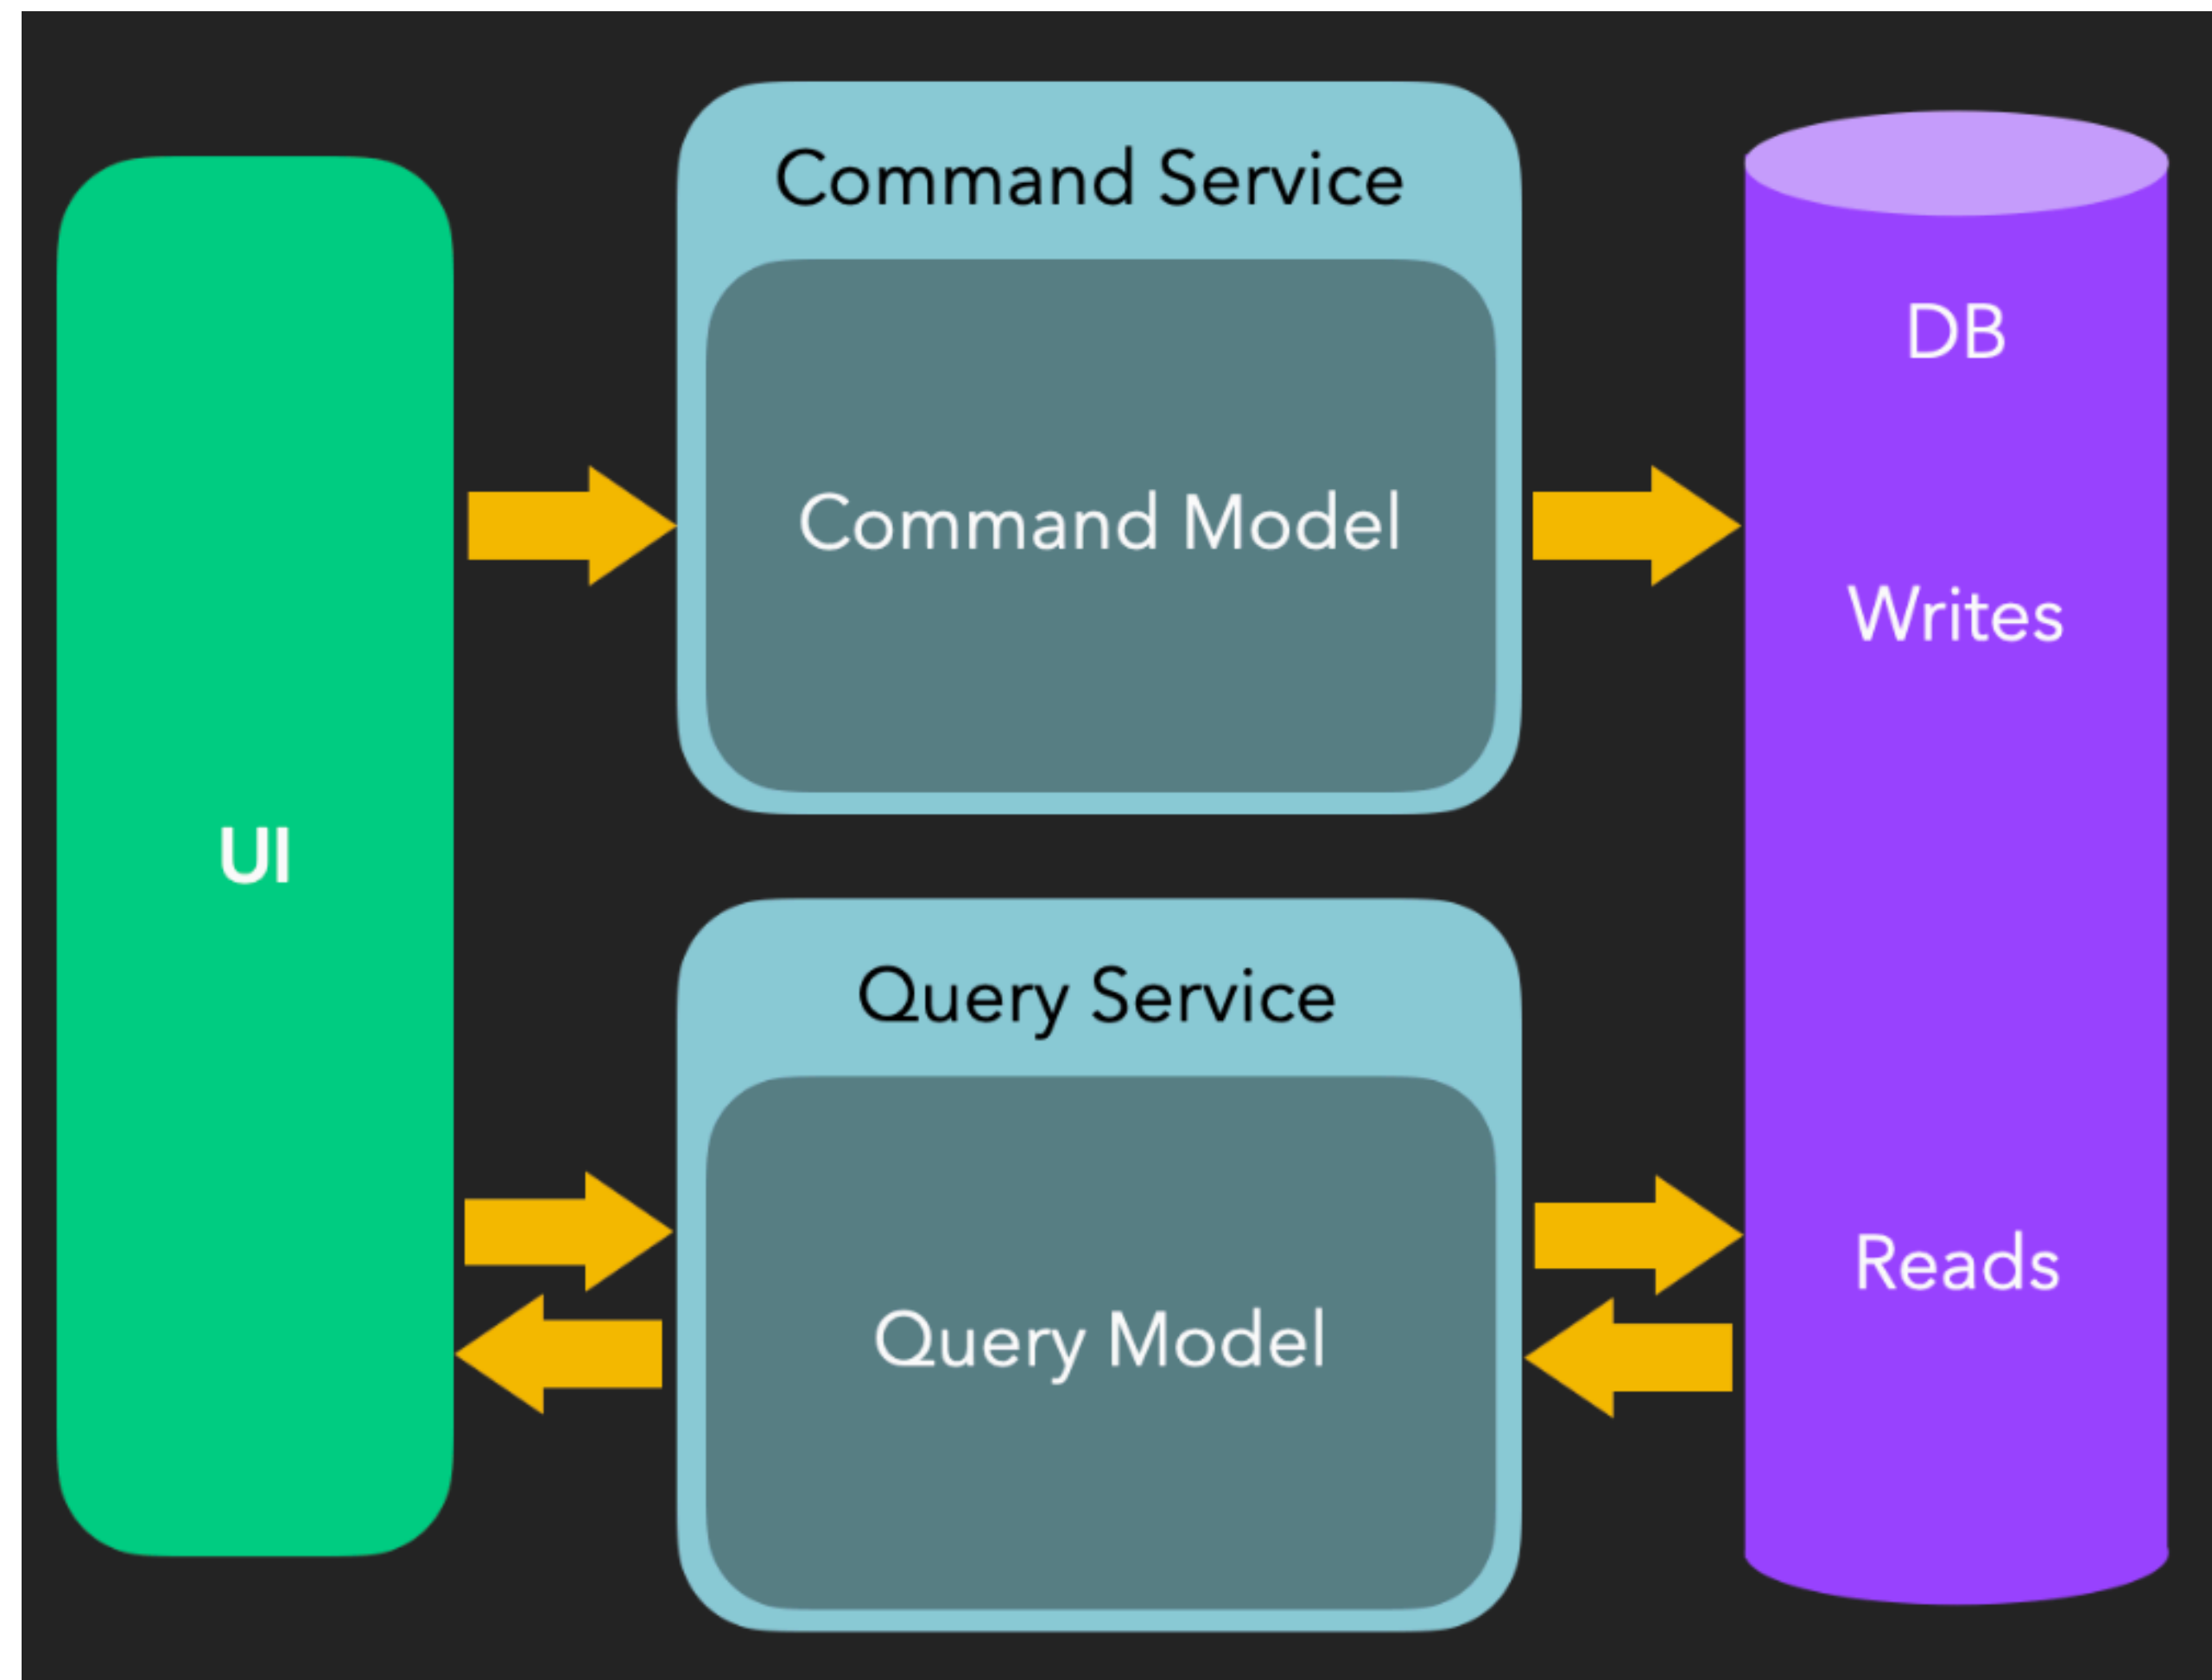 UI
Command Service
Command Model
Query Service
Query Model
DB
Writes
Reads